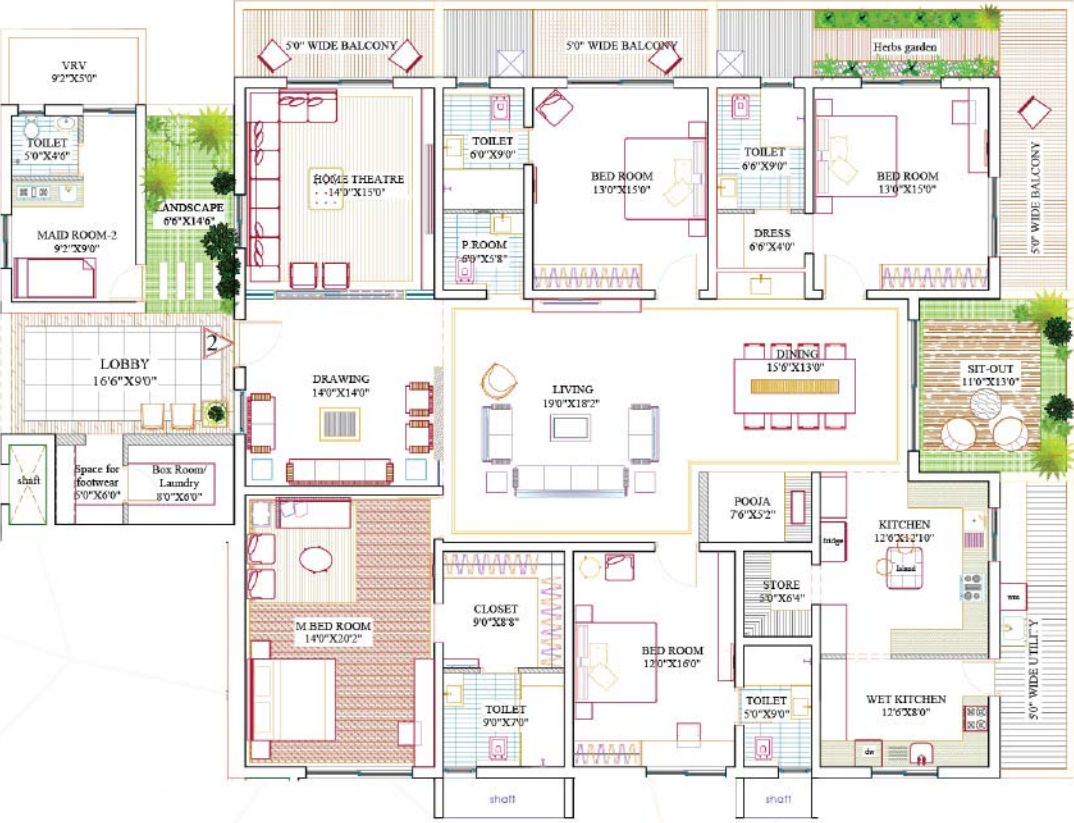 5'0" WIDE BALCONY
5'0" WIDE BALCONY
Herbs garden
VRV
9'2"X5'0"
TOILET
5'0"X4'6"
MAID ROOM-2
9'2"X9'0"
LANDSCAPE
6'6"X14'6"
HOME THEATRE
14'0"X15'0"
TOILET
6'0"X9'0"
P.ROOM
6'0"X5'8"
BED ROOM
13'0"X15'0"
TOILET
6'6"X9'0"
DRESS
6'6"X4'0"
BED ROOM
13'0"X15'0"
5'0" WIDE BALCONY
LOBBY
16'6"X9'0"
2
DRAWING
14'0"X14'0"
LIVING
19'0"X18'2"
DINING
15'6"X13'0"
SIT-OUT
11'0"X13'0"
shaft
Space for
footwear
5'0"X6'0"
Box Room/
Laundry
8'0"X6'0"
POOJA
7'6"X5'2"
KITCHEN
12'6"X12'10"
fridge
Island
M.BED ROOM
14'0"X20'2"
CLOSET
9'0"X8'8"
STORE
5'0"X6'4"
wm
BED ROOM
12'0"X16'0"
TOILET
9'0"X7'0"
TOILET
5'0"X9'0"
WET KITCHEN
12'6"X8'0"
dw
5'0" WIDE UTILITY
shaft
shaft